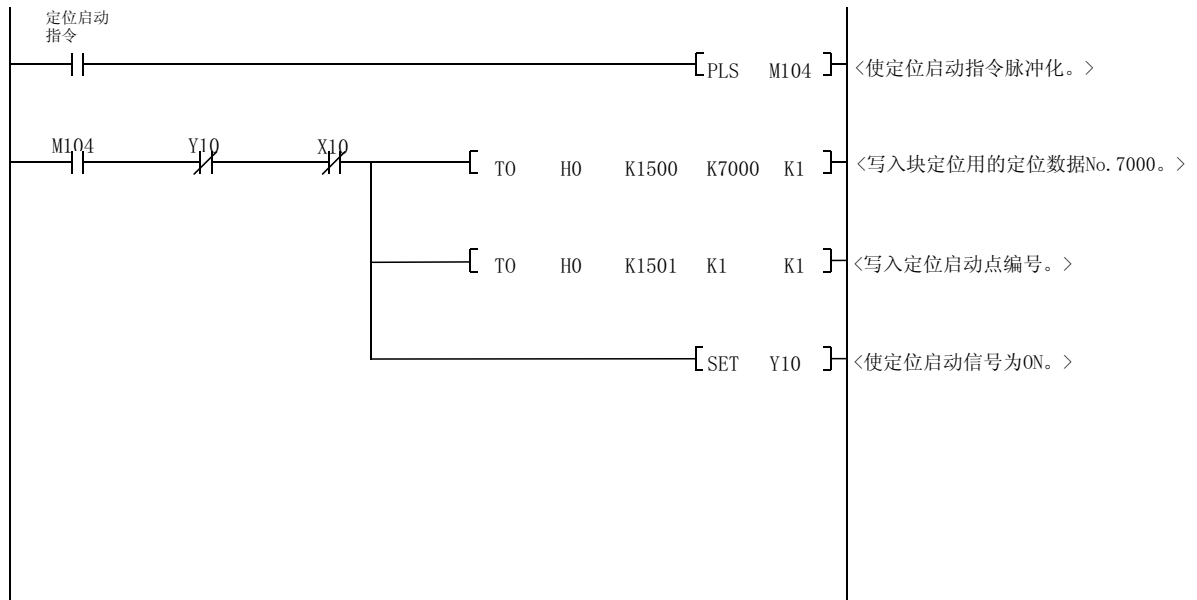 定位启动
指令
PLS M104 <使定位启动指令脉冲化。>
M104 Y10 X10 TO H0 K1500 K7000 K1 <写入块定位用的定位数据No.7000。>
TO H0 K1501 K1 K1 <写入定位启动点编号。>
SET Y10 <使定位启动信号为ON。>